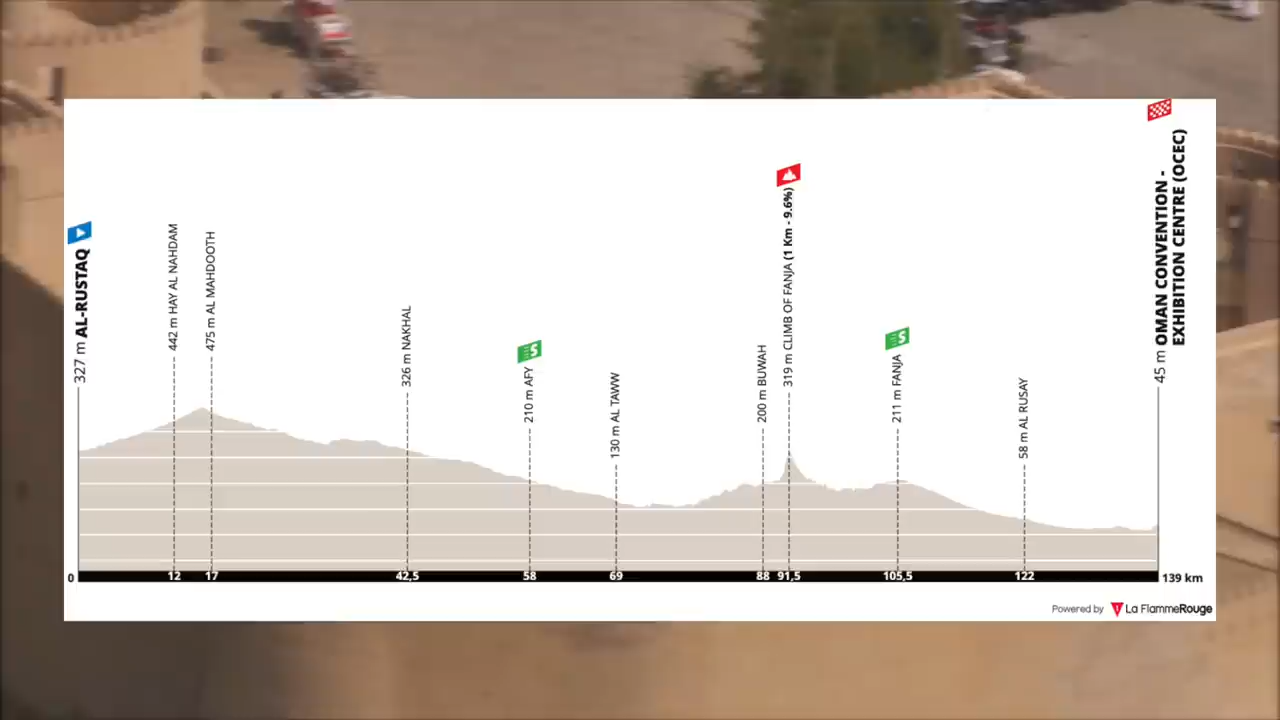 327 m AL-RUSTAQ
442 m HAY AL NAHDAM
475 m AL MAHDOOTH
326 m NAKHAL
S
210 m AFY
130 m AL TAWW
200 m BUWAH
319 m CLIMB OF FANJA (1 Km - 9.6%)
S
211 m FANJA
58 m AL RUSAY
45 m OMAN CONVENTION -
EXHIBITION CENTRE (OCEC)
0 12 17 42,5 58 69 88 91,5 105,5 122 139 km
Powered by La FlammeRouge